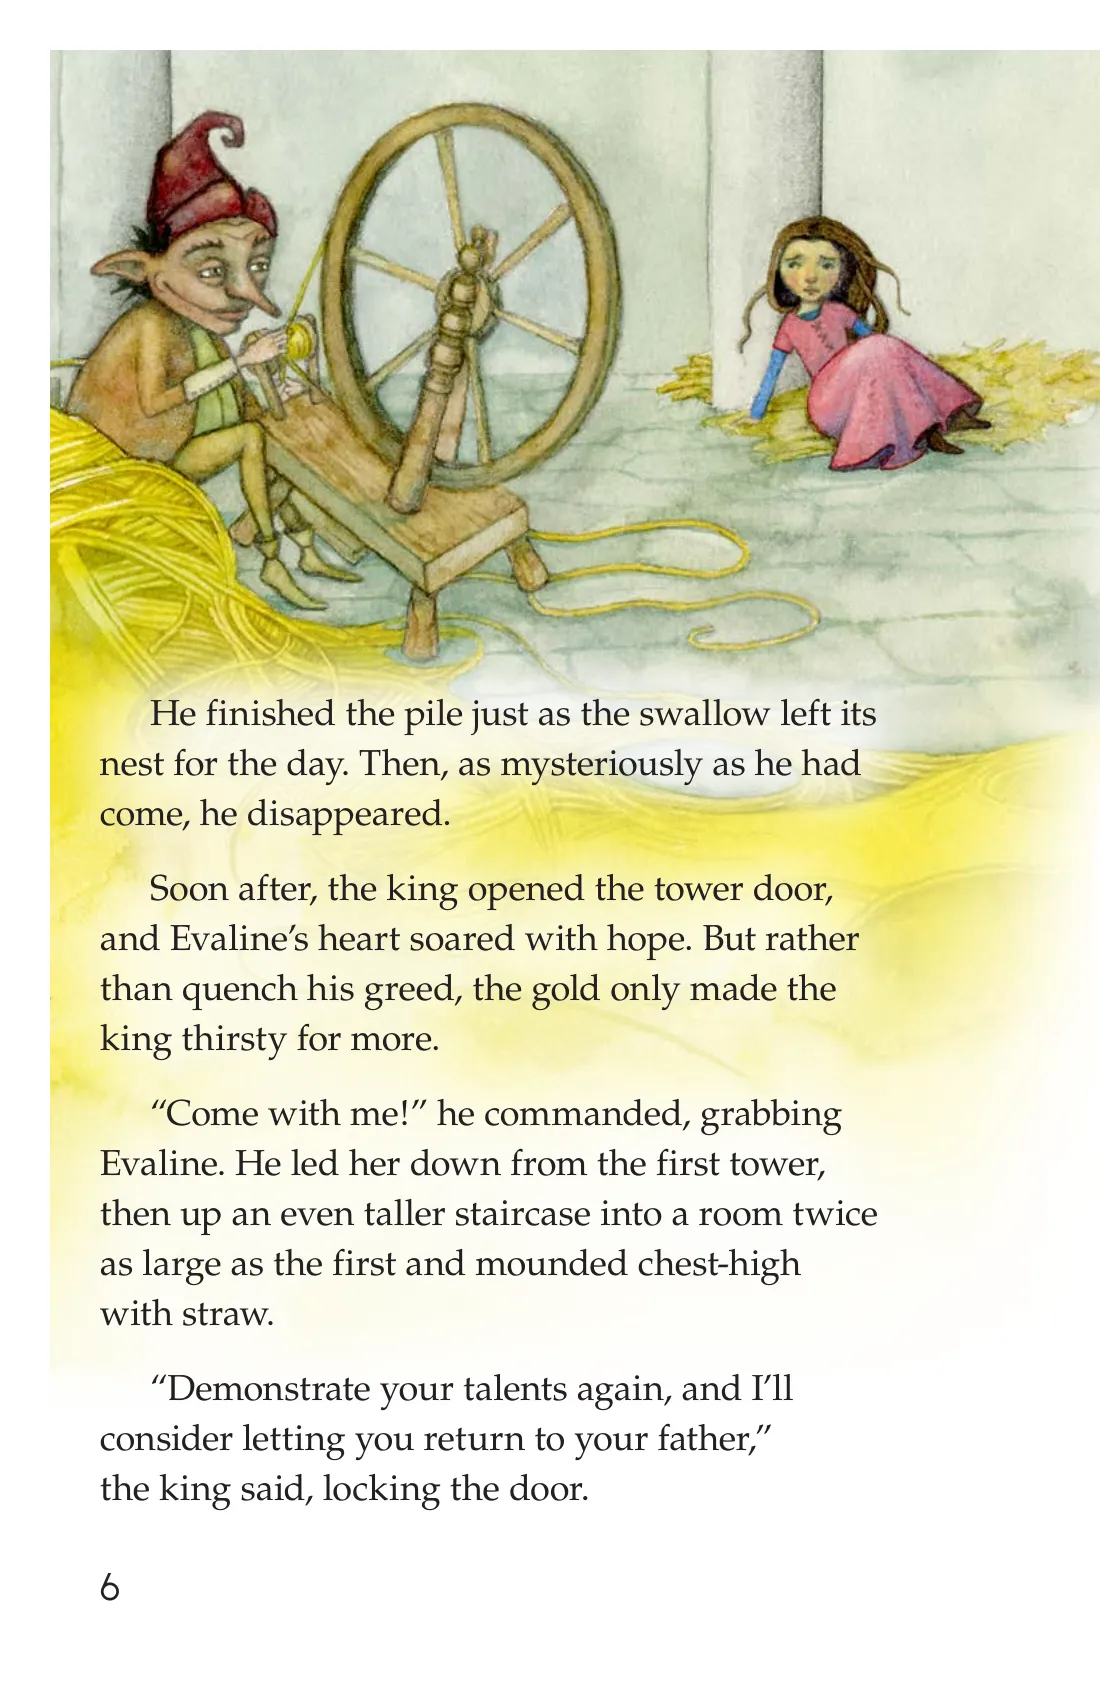 He finished the pile just as the swallow left its
nest for the day. Then, as mysteriously as he had
come, he disappeared.
Soon after, the king opened the tower door,
and Evaline’s heart soared with hope. But rather
than quench his greed, the gold only made the
king thirsty for more.
“Come with me!” he commanded, grabbing
Evaline. He led her down from the first tower,
then up an even taller staircase into a room twice
as large as the first and mounded chest-high
with straw.
“Demonstrate your talents again, and I’ll
consider letting you return to your father,”
the king said, locking the door.
6